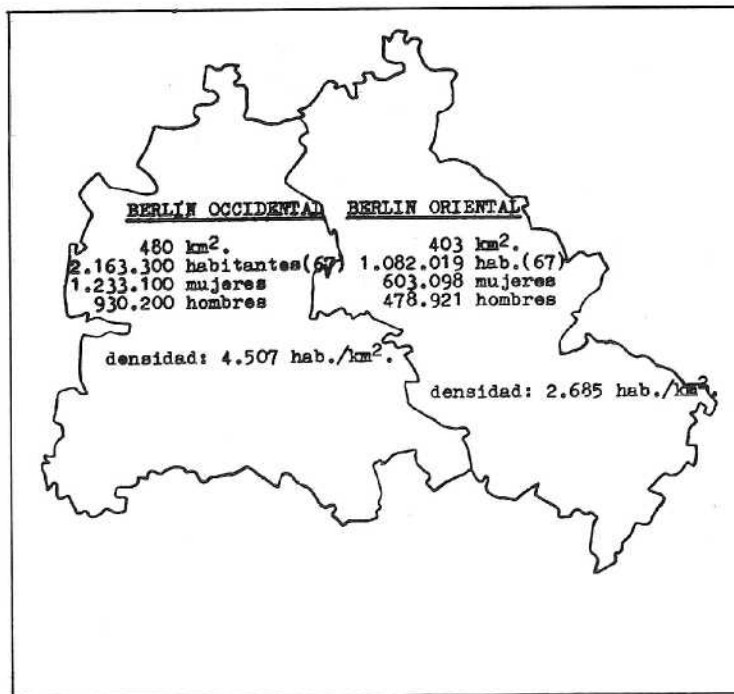 BERLÍN OCCIDENTAL
480 km².
2.163.300 habitantes(67)
1.233.100 mujeres
930.200 hombres
densidad: 4.507 hab./km².
BERLIN ORIENTAL
403 km².
1.082.019 hab.(67)
603.098 mujeres
478.921 hombres
densidad: 2.685 hab./km².